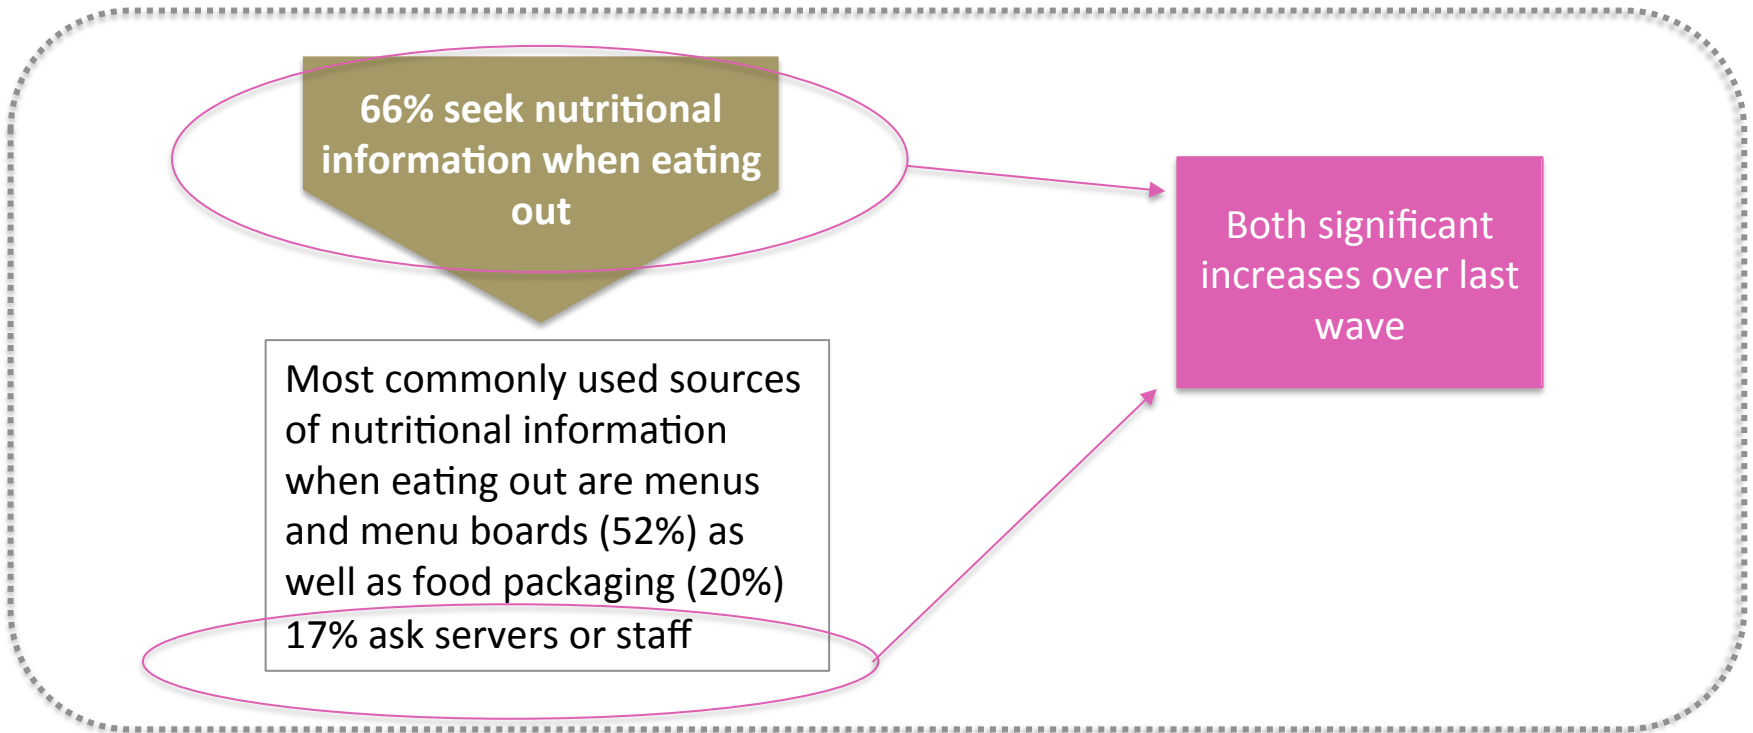 66% seek nutritional
information when eating
out
Both significant
increases over last
wave
Most commonly used sources
of nutritional information
when eating out are menus
and menu boards (52%) as
well as food packaging (20%)
17% ask servers or staff